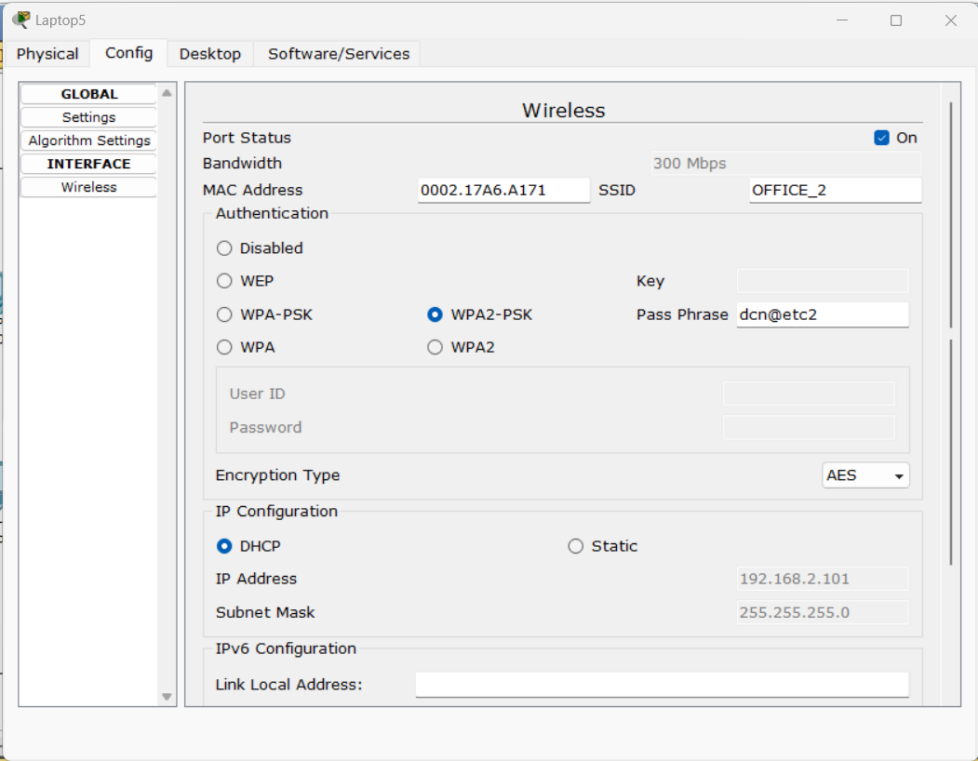 Laptop5
Physical Config Desktop Software/Services
GLOBAL
Settings
Algorithm Settings
INTERFACE
Wireless
Wireless
Port Status On
Bandwidth 300 Mbps
MAC Address 0002.17A6.A171 SSID OFFICE_2
Authentication
Disabled
WEP Key
WPA-PSK WPA2-PSK Pass Phrase dcn@etc2
WPA WPA2
User ID
Password
Encryption Type AES
IP Configuration
DHCP Static
IP Address 192.168.2.101
Subnet Mask 255.255.255.0
IPv6 Configuration
Link Local Address: